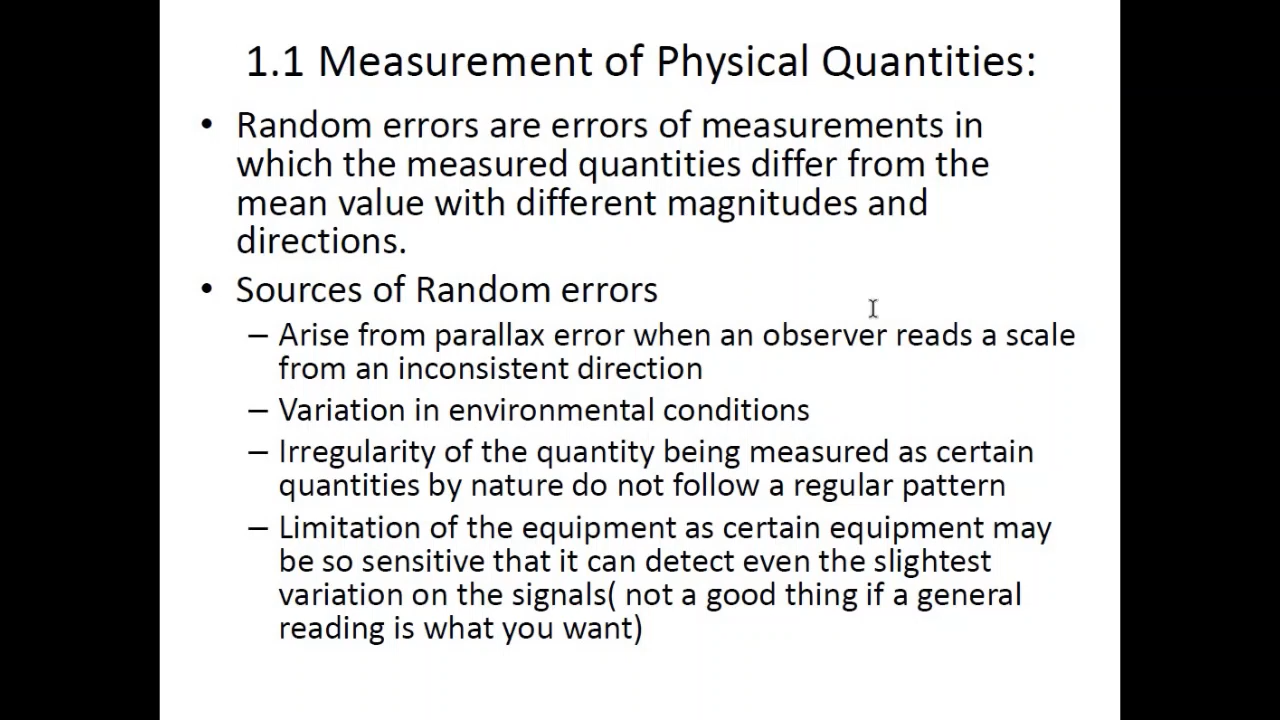 1.1 Measurement of Physical Quantities:
• Random errors are errors of measurements in
which the measured quantities differ from the
mean value with different magnitudes and
directions.
• Sources of Random errors
– Arise from parallax error when an observer reads a scale
from an inconsistent direction
– Variation in environmental conditions
– Irregularity of the quantity being measured as certain
quantities by nature do not follow a regular pattern
– Limitation of the equipment as certain equipment may
be so sensitive that it can detect even the slightest
variation on the signals( not a good thing if a general
reading is what you want)